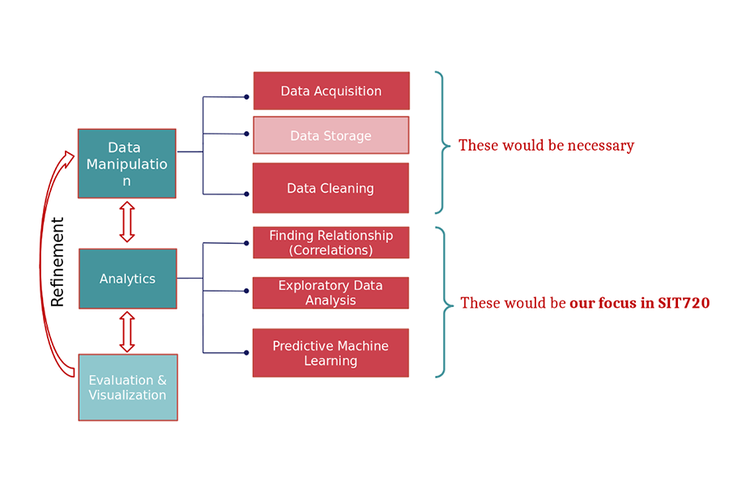 Data Acquisition
Data Storage
Data Cleaning
These would be necessary
Data
Manipulatio
n
Refinement
Analytics
Finding Relationship
(Correlations)
Exploratory Data
Analysis
Predictive Machine
Learning
These would be our focus in SIT720
Evaluation &
Visualization